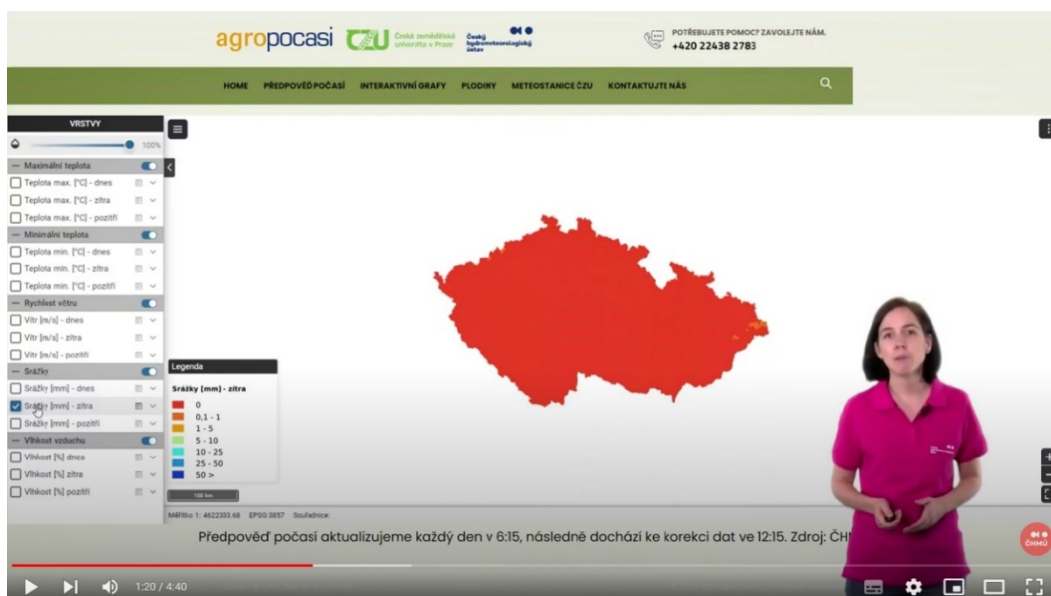 agropocasi
ČZU
Česká zemědělská
univerzita v Praze
Český
hydrometeorologický
ústav
POTŘEBUJETE POMOC? ZAVOLEJTE NÁM.
+420 22438 2783
HOME PŘEDPOVĚĎ POČASÍ INTERAKTIVNÍ GRAFY PLODINY METEOSTANICE ČZU KONTAKTUJTE NÁS
VRSTVY
100%
Maximální teplota
Teplota max. [°C] - dnes
Teplota max. [°C] - zítra
Teplota max. [°C] - pozítří
Minimální teplota
Teplota min. [°C] - dnes
Teplota min. [°C] - zítra
Teplota min. [°C] - pozítří
Rychlost větru
Vítr [m/s] - dnes
Vítr [m/s] - zítra
Vítr [m/s] - pozítří
Srážky
Srážky [mm] - dnes
Srážky [mm] - zítra
Srážky [mm] - pozítří
Vlhkost vzduchu
Vlhkost [%] dnes
Vlhkost [%] zítra
Vlhkost [%] pozítří
Legenda
Srážky [mm] - zítra
0
0,1 - 1
1 - 5
5 - 10
10 - 25
25 - 50
50 >
100 km
Měřítko 1: 4622333.68 EPSG:3857 Souřadnice:
Předpověď počasí aktualizujeme každý den v 6:15, následně dochází ke korekci dat ve 12:15. Zdroj: ČH
ČHMÚ
1:20 / 4:40